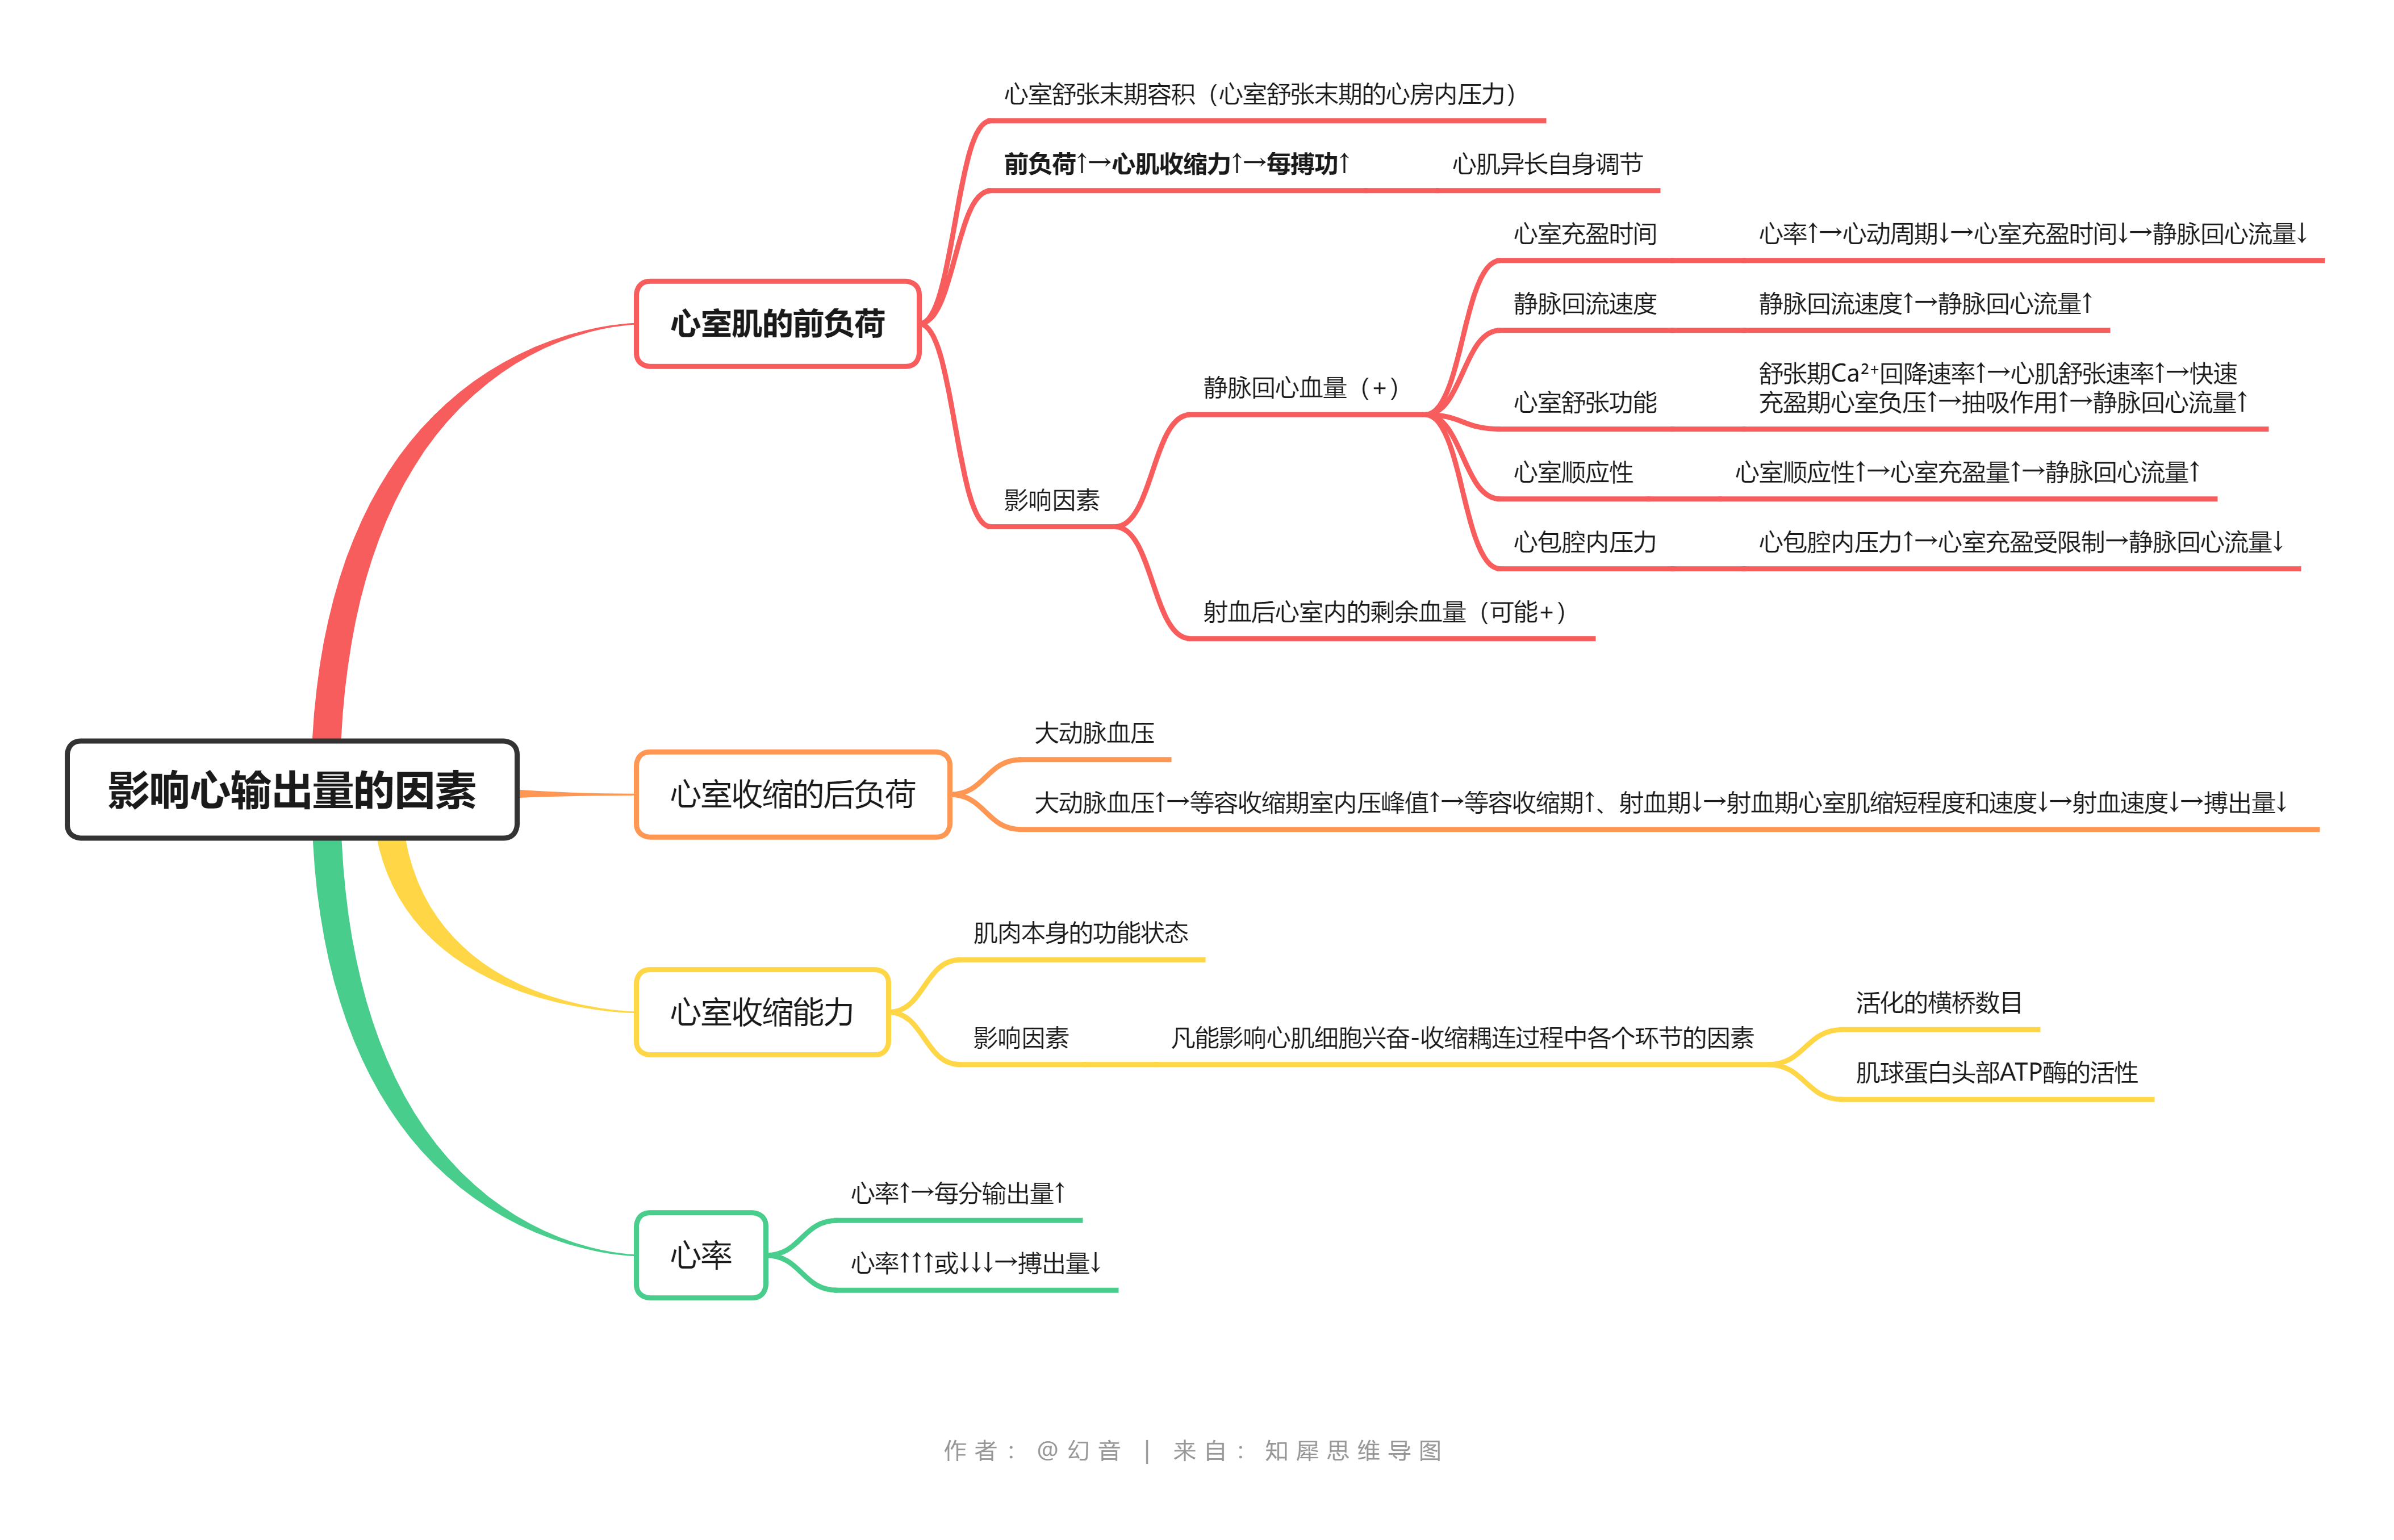 影响心输出量的因素
心室肌的前负荷
心室舒张末期容积（心室舒张末期的心房内压力）
前负荷↑→心肌收缩力↑→每搏功↑
心肌异长自身调节
影响因素
静脉回心血量（+）
心室充盈时间
心率↑→心动周期↓→心室充盈时间↓→静脉回心流量↓
静脉回流速度
静脉回流速度↑→静脉回心流量↑
心室舒张功能
舒张期Ca²⁺回降速率↑→心肌舒张速率↑→快速
充盈期心室负压↑→抽吸作用↑→静脉回心流量↑
心室顺应性
心室顺应性↑→心室充盈量↑→静脉回心流量↑
心包腔内压力
心包腔内压力↑→心室充盈受限制→静脉回心流量↓
射血后心室内的剩余血量（可能+）
心室收缩的后负荷
大动脉血压
大动脉血压↑→等容收缩期室内压峰值↑→等容收缩期↑、射血期↓→射血期心室肌缩短程度和速度↓→射血速度↓→搏出量↓
心室收缩能力
肌肉本身的功能状态
影响因素
凡能影响心肌细胞兴奋-收缩耦连过程中各个环节的因素
活化的横桥数目
肌球蛋白头部ATP酶的活性
心率
心率↑→每分输出量↑
心率↑↑↑或↓↓↓→搏出量↓
作者：@幻音 | 来自：知犀思维导图